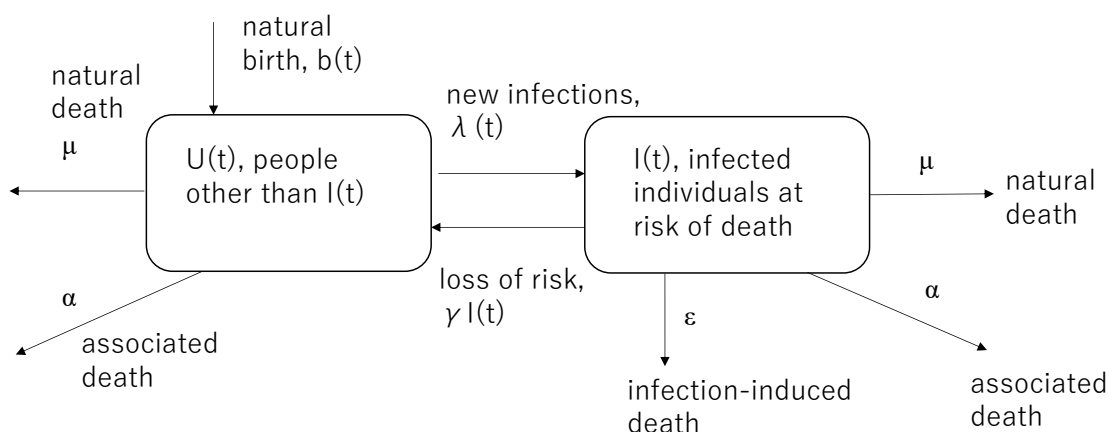 natural
birth, b(t)
natural
death
μ
new infections,
λ (t)
U(t), people
other than I(t)
I(t), infected
individuals at
risk of death
μ
natural
death
loss of risk,
γ I(t)
α
associated
death
ε
infection-induced
death
α
associated
death